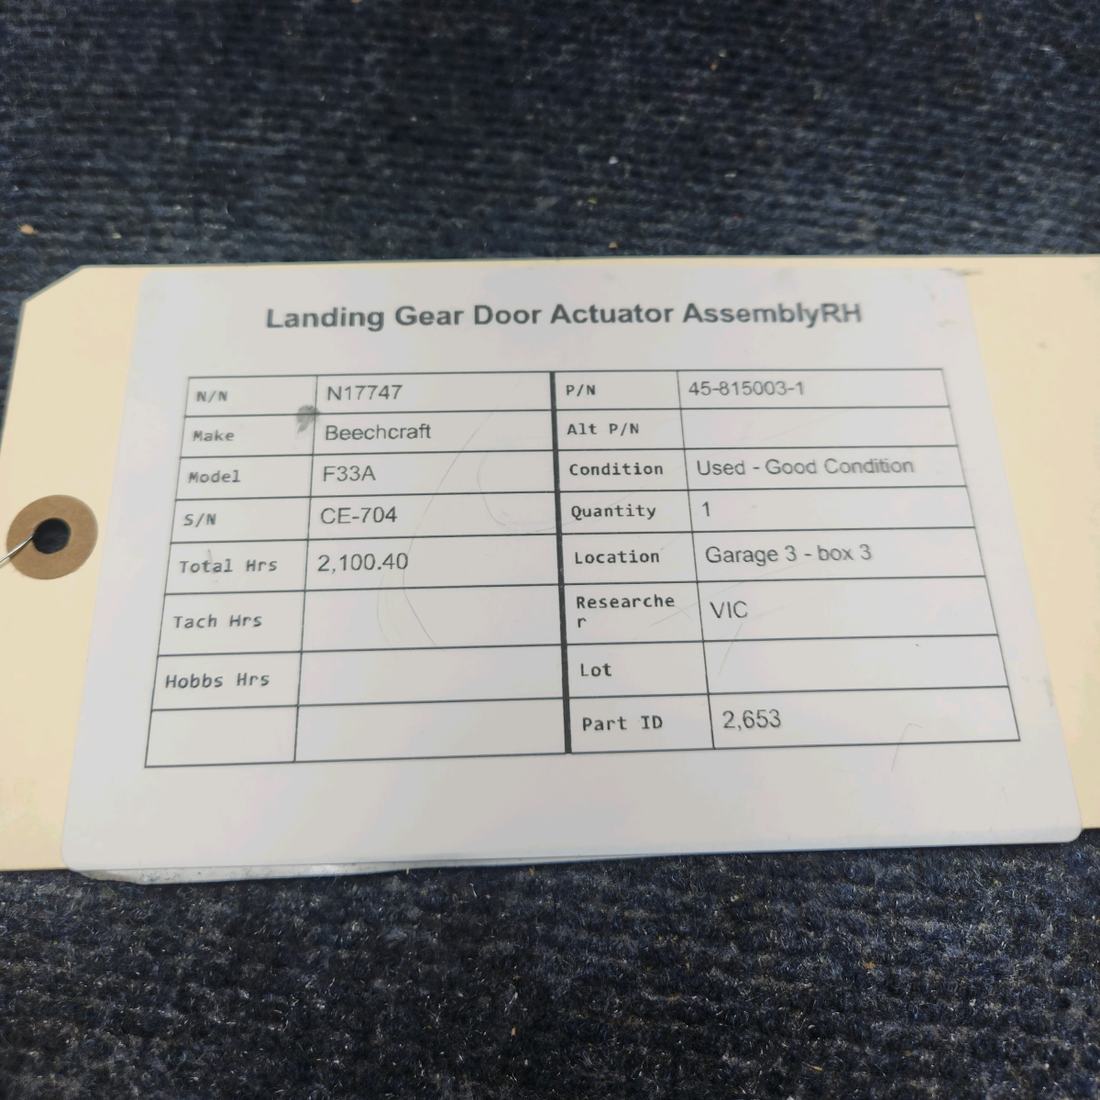 Landing Gear Door Actuator AssemblyRH
N/N N17747 P/N 45-815003-1
Make Beechcraft Alt P/N
Model F33A Condition Used - Good Condition
S/N CE-704 Quantity 1
Total Hrs 2,100.40 Location Garage 3 - box 3
Tach Hrs Researche
r VIC
Hobbs Hrs Lot
Part ID 2,653